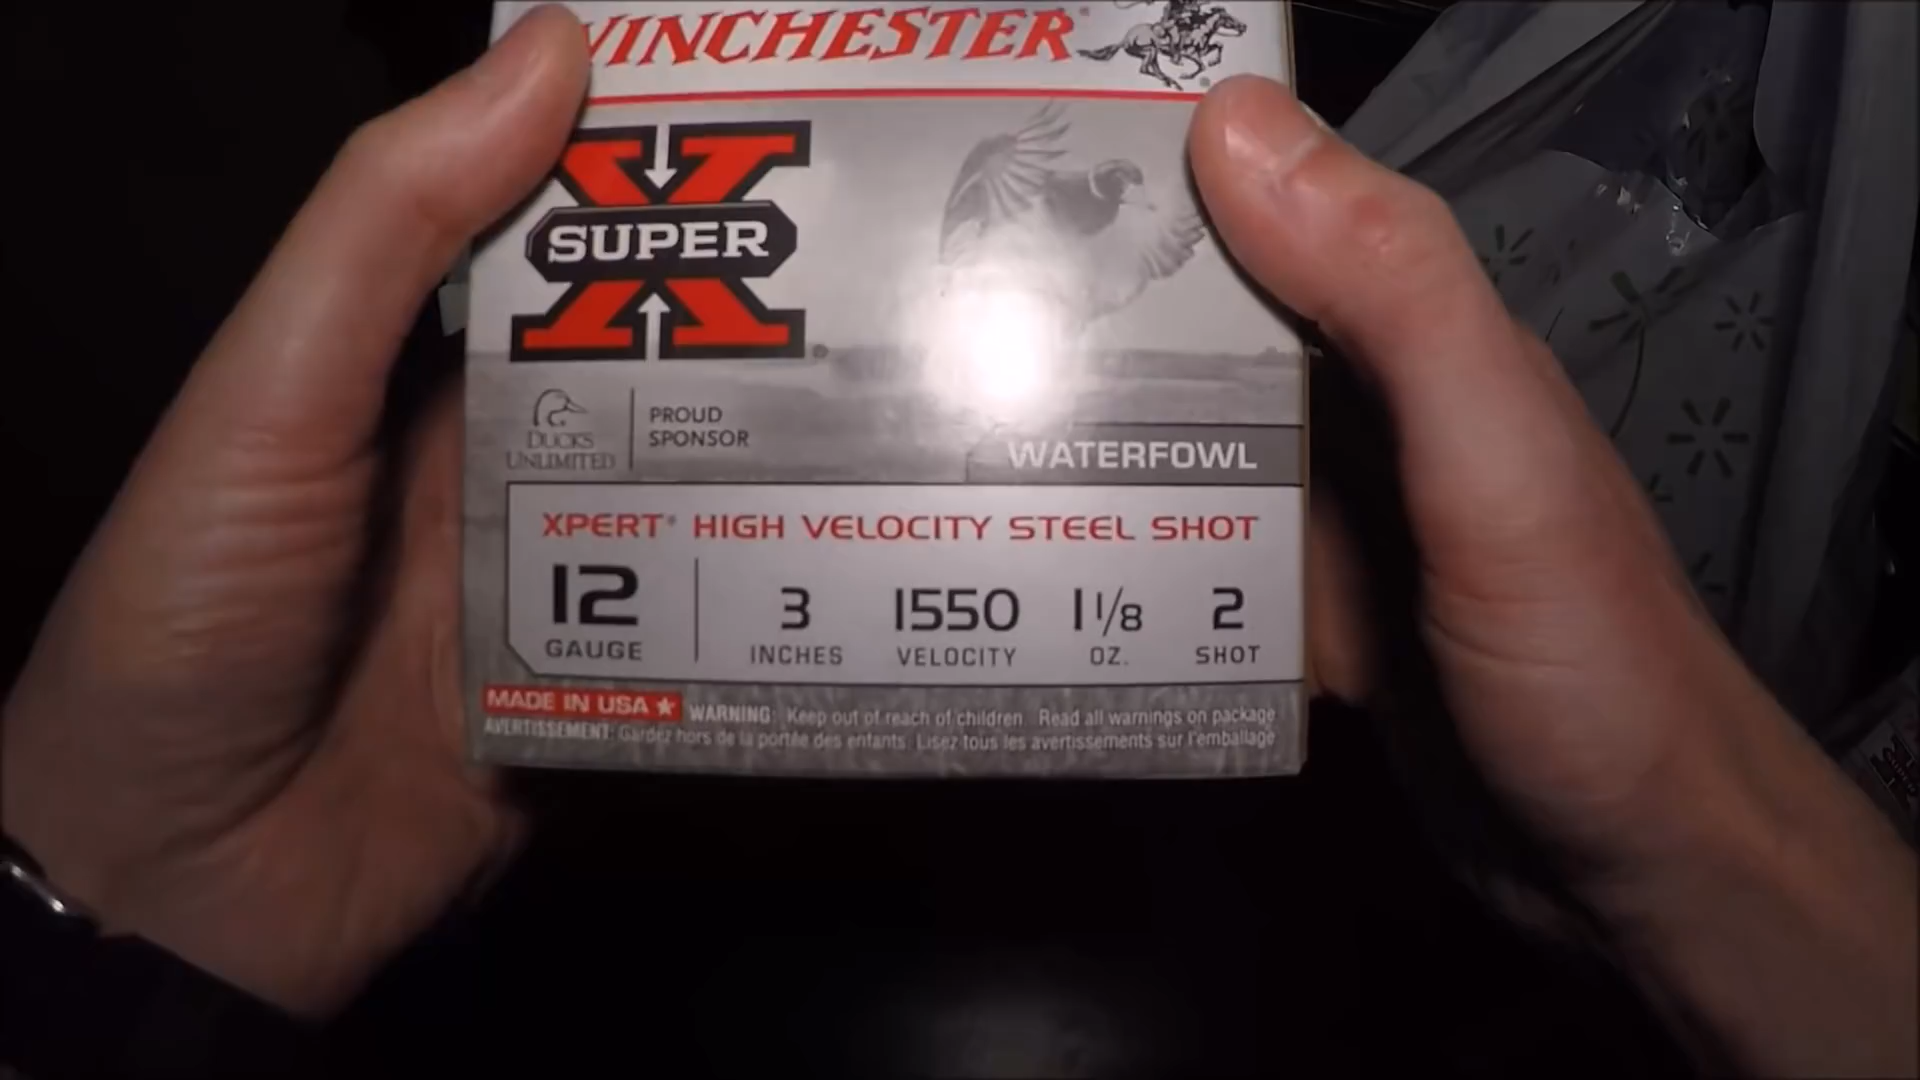 WINCHESTER
X
SUPER
DUCKS
UNLIMITED
PROUD
SPONSOR
WATERFOWL
XPERT® HIGH VELOCITY STEEL SHOT
12 3 1550 1 1/8 2
GAUGE INCHES VELOCITY OZ. SHOT
MADE IN USA ★ WARNING: Keep out of reach of children. Read all warnings on package
AVERTISSEMENT: Gardez hors de la portée des enfants. Lisez tous les avertissements sur l'emballage